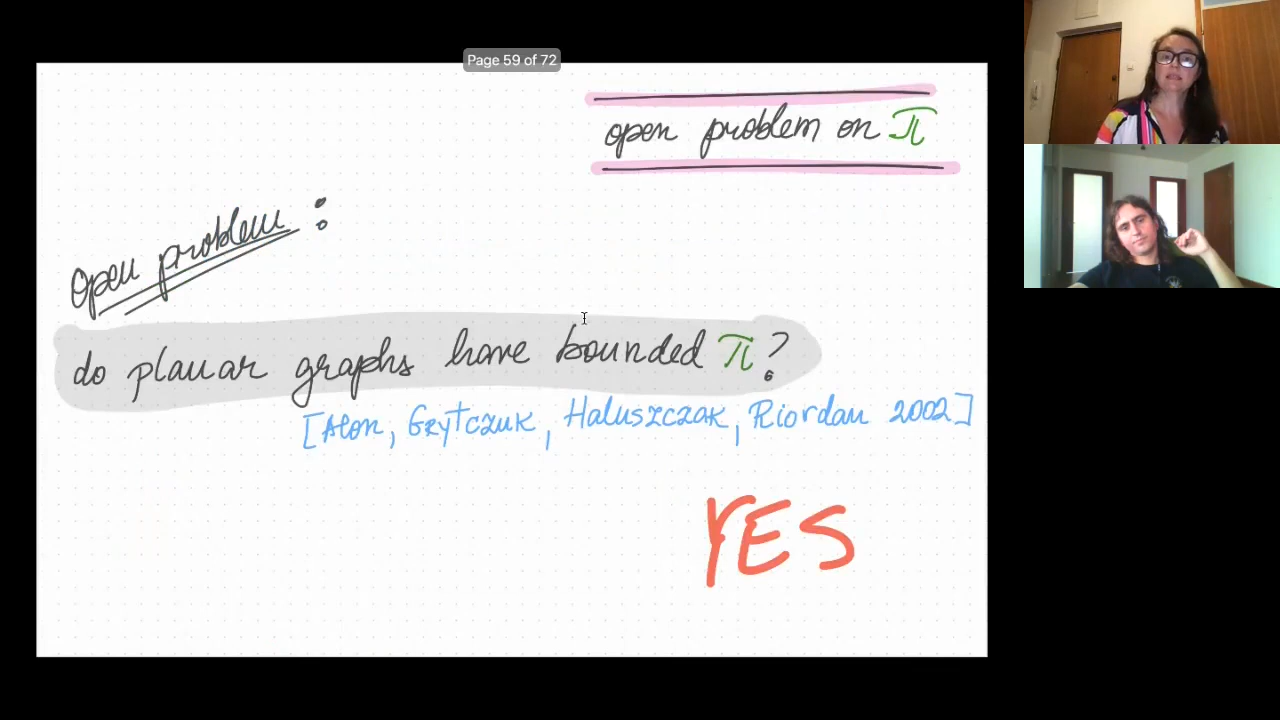 Page 59 of 72
open problem on π
Open problem :
do planar graphs have bounded π?
[Alon, Grytczuk, Hałuszczak, Riordan 2002]
YES